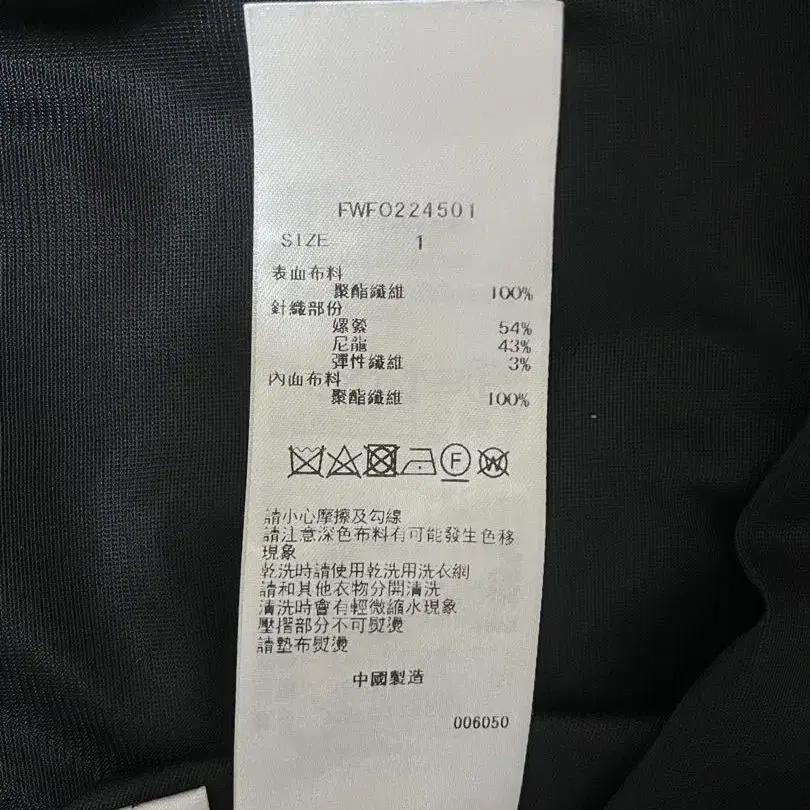 FWFO224501
SIZE 1
表面布料
聚酯纖維 100%
針織部份
嫘縈 54%
尼龍 43%
彈性纖維 3%
內面布料
聚酯纖維 100%
F W
請小心摩擦及勾線
請注意深色布料有可能發生色移
現象
乾洗時請使用乾洗用洗衣網
請和其他衣物分開清洗
清洗時會有輕微縮水現象
壓摺部分不可熨燙
請墊布熨燙
中國製造
006050